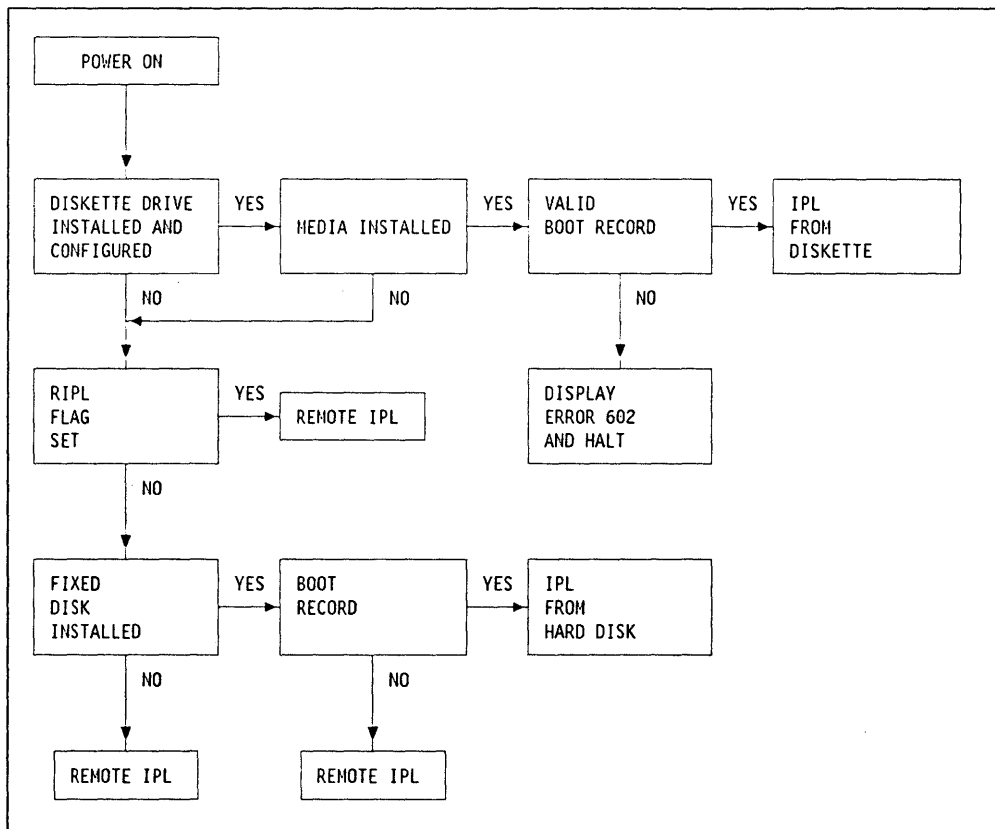 POWER ON
DISKETTE DRIVE
INSTALLED AND
CONFIGURED
YES
MEDIA INSTALLED
YES
VALID
BOOT RECORD
YES
IPL
FROM
DISKETTE
NO
NO
NO
RIPL
FLAG
SET
YES
REMOTE IPL
DISPLAY
ERROR 602
AND HALT
NO
FIXED
DISK
INSTALLED
YES
BOOT
RECORD
YES
IPL
FROM
HARD DISK
NO
NO
REMOTE IPL
REMOTE IPL